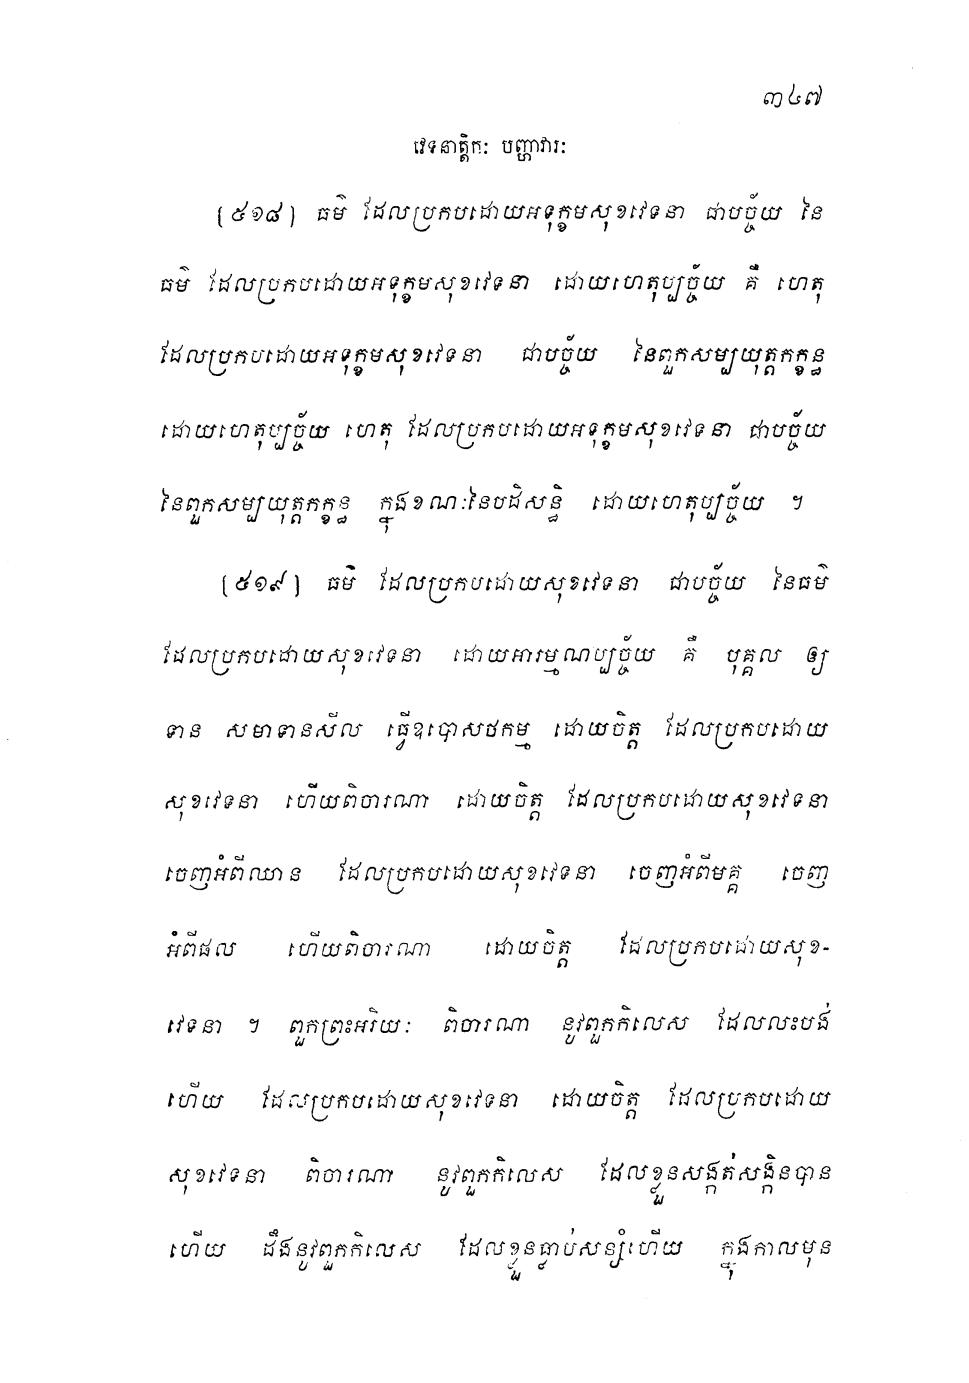 ៣៤៧
វេទនាត្តិកៈ បញ្ហាវារៈ
[៥១៨] ធម៌ ដែលប្រកបដោយអទុក្ខមសុខវេទនា ជាបច្ច័យ នៃ
ធម៌ ដែលប្រកបដោយអទុក្ខមសុខវេទនា ដោយហេតុប្បច្ច័យ គឺ ហេតុ
ដែលប្រកបដោយអទុក្ខមសុខវេទនា ជាបច្ច័យ នៃពួកសម្បយុត្តកក្ខន្ធ
ដោយហេតុប្បច្ច័យ ហេតុ ដែលប្រកបដោយអទុក្ខមសុខវេទនា ជាបច្ច័យ
នៃពួកសម្បយុត្តកក្ខន្ធ ក្នុងខណៈនៃបដិសន្ធិ ដោយហេតុប្បច្ច័យ ។
[៥១៩] ធម៌ ដែលប្រកបដោយសុខវេទនា ជាបច្ច័យ នៃធម៌
ដែលប្រកបដោយសុខវេទនា ដោយអារម្មណប្បច្ច័យ គឺ បុគ្គល ឲ្យ
ទាន សមាទានសីល ធ្វើឧបោសថកម្ម ដោយចិត្ត ដែលប្រកបដោយ
សុខវេទនា ហើយពិចារណា ដោយចិត្ត ដែលប្រកបដោយសុខវេទនា
ចេញអំពីឈាន ដែលប្រកបដោយសុខវេទនា ចេញអំពីមគ្គ ចេញ
អំពីផល ហើយពិចារណា ដោយចិត្ត ដែលប្រកបដោយសុខ-
វេទនា ។ ពួកព្រះអរិយៈ ពិចារណា នូវពួកកិលេស ដែលលះបង់
ហើយ ដែលប្រកបដោយសុខវេទនា ដោយចិត្ត ដែលប្រកបដោយ
សុខវេទនា ពិចារណា នូវពួកកិលេស ដែលខ្លួនសង្កត់សង្កិនបាន
ហើយ ដឹងនូវពួកកិលេស ដែលខ្លួនធ្លាប់សន្សំហើយ ក្នុងកាលមុន